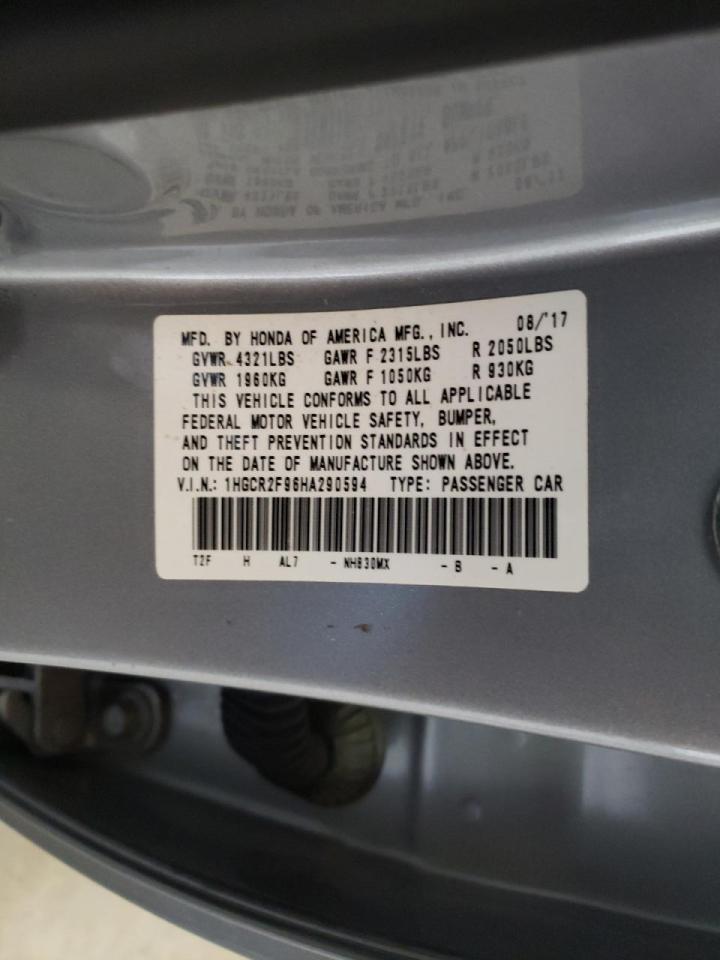 MFD. BY HONDA OF AMERICA MFG., INC. 08/'17
GVWR 4321LBS GAWR F 2315LBS R 2050LBS
GVWR 1960KG GAWR F 1050KG R 930KG
THIS VEHICLE CONFORMS TO ALL APPLICABLE
FEDERAL MOTOR VEHICLE SAFETY, BUMPER,
AND THEFT PREVENTION STANDARDS IN EFFECT
ON THE DATE OF MANUFACTURE SHOWN ABOVE.
V.I.N.: 1HGCR2F96HA290594 TYPE: PASSENGER CAR
T2F H AL7 - NH830MX - B - A